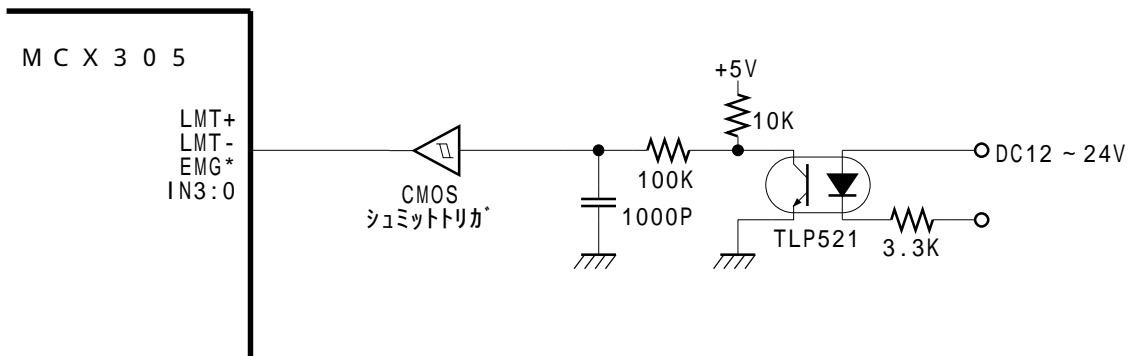 MCX305
LMT+
LMT-
EMG*
IN3:0
CMOS
シュミットトリガ
1000P
100K
+5V
10K
TLP521
DC12 ~ 24V
3.3K